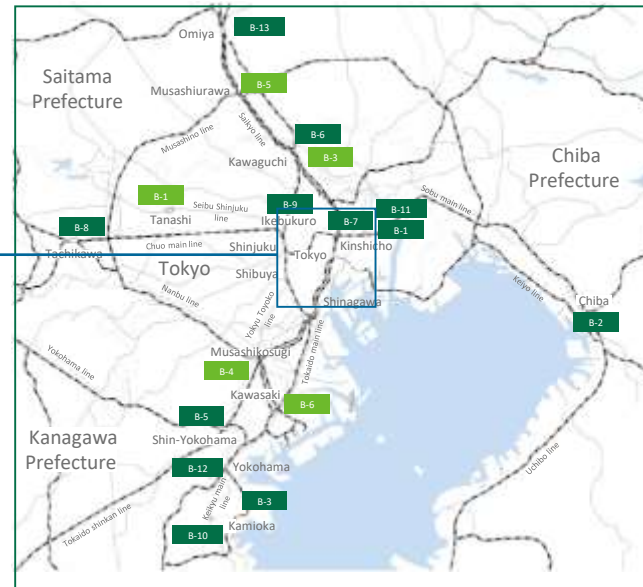 B-13
Omiya
Saitama
Prefecture
B-5
Musashiurawa
Saikyo line
B-6
Musashino line
Kawaguchi
B-3
Chiba
Prefecture
B-1
Seibu Shinjuku
line
Tanashi
B-9
Ikebukuro
B-7
B-11
Sobu main line
B-8
Tachikawa
Chuo main line
Shinjuku
Kinshicho
B-1
Tokyo
Tokyo
Shibuya
Keiyo line
Nanbu line
Yokyu Toyoko
line
Shinagawa
Chiba
B-2
Tokaido main line
Yokohama
line
Musashikosugi
B-4
Kawasaki
B-6
B-5
Shin-Yokohama
Kanagawa
Prefecture
B-12
Yokohama
Uchibo line
Keikyu main
line
B-3
Kamioka
Tokaido shinkan line
B-10